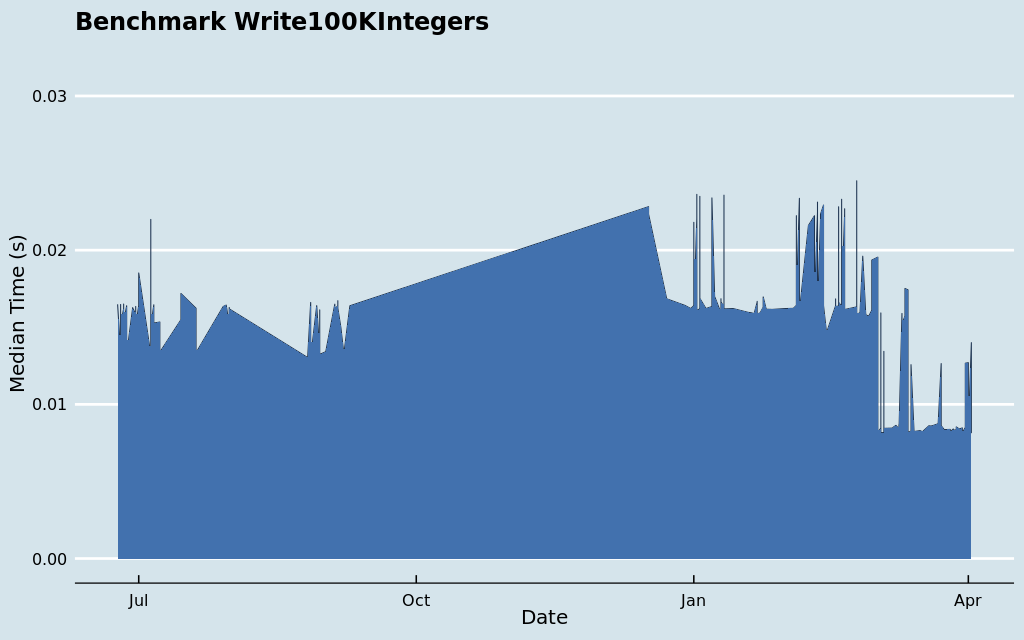 Benchmark Write100KIntegers
0.03
0.02
0.01
0.00
Median Time (s)
Jul
Oct
Jan
Apr
Date